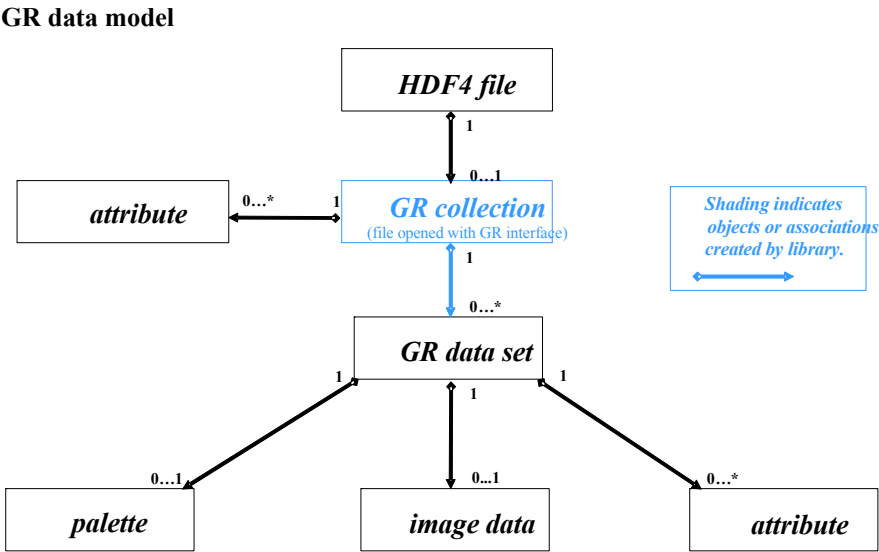 GR data model
HDF4 file
1
0…1
attribute
0…*
1
GR collection
(file opened with GR interface)
1
0…*
Shading indicates
objects or associations
created by library.
GR data set
1
1
1
0…1
0...1
0…*
palette
image data
attribute